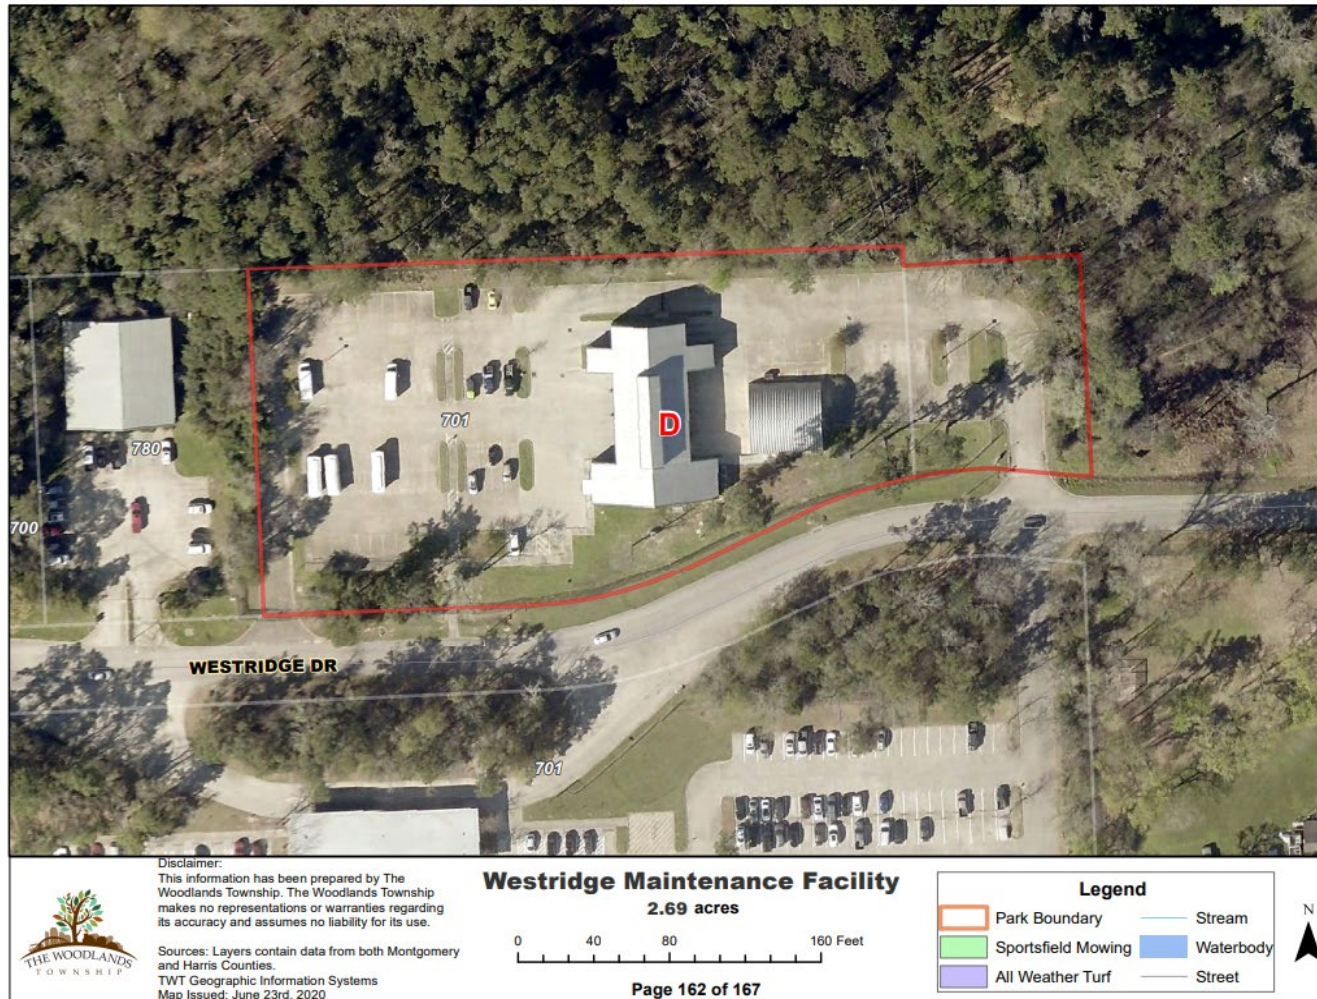 D
701
780
700
WESTRIDGE DR
701
Disclaimer:
This information has been prepared by The
Woodlands Township. The Woodlands Township
makes no representations or warranties regarding
its accuracy and assumes no liability for its use.
Sources: Layers contain data from both Montgomery
and Harris Counties.
TWT Geographic Information Systems
Map Issued: June 23rd, 2020
THE WOODLANDS
TOWNSHIP
Westridge Maintenance Facility
2.69 acres
0 40 80 160 Feet
Page 162 of 167
Legend
Park Boundary
Stream
Sportsfield Mowing
Waterbody
All Weather Turf
Street
N